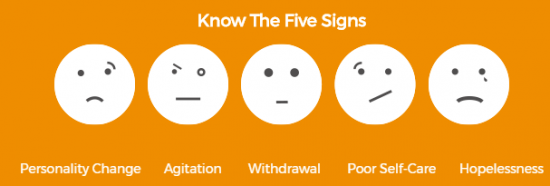 Know The Five Signs
Personality Change Agitation Withdrawal Poor Self-Care Hopelessness